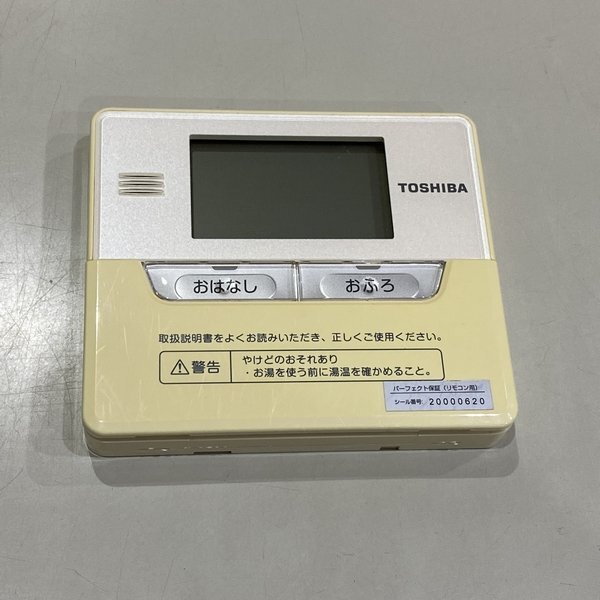 TOSHIBA
おはなし
おふろ
取扱説明書をよくお読みいただき、正しくご使用ください。
警告
やけどのおそれあり
・お湯を使う前に湯温を確かめること。
パーフェクト保証（リモコン用）
シール番号: 20000620